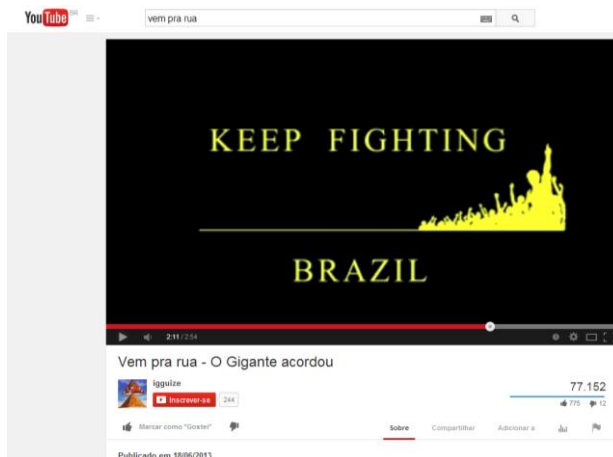 YouTube BR
vem pra rua
KEEP FIGHTING
BRAZIL
2:11 / 2:54
Vem pra rua - O Gigante acordou
igguize
Inscrever-se 244
77.152
775 12
Marcar como "Gostei"
Sobre Compartilhar Adicionar a
Publicado em 18/06/2013